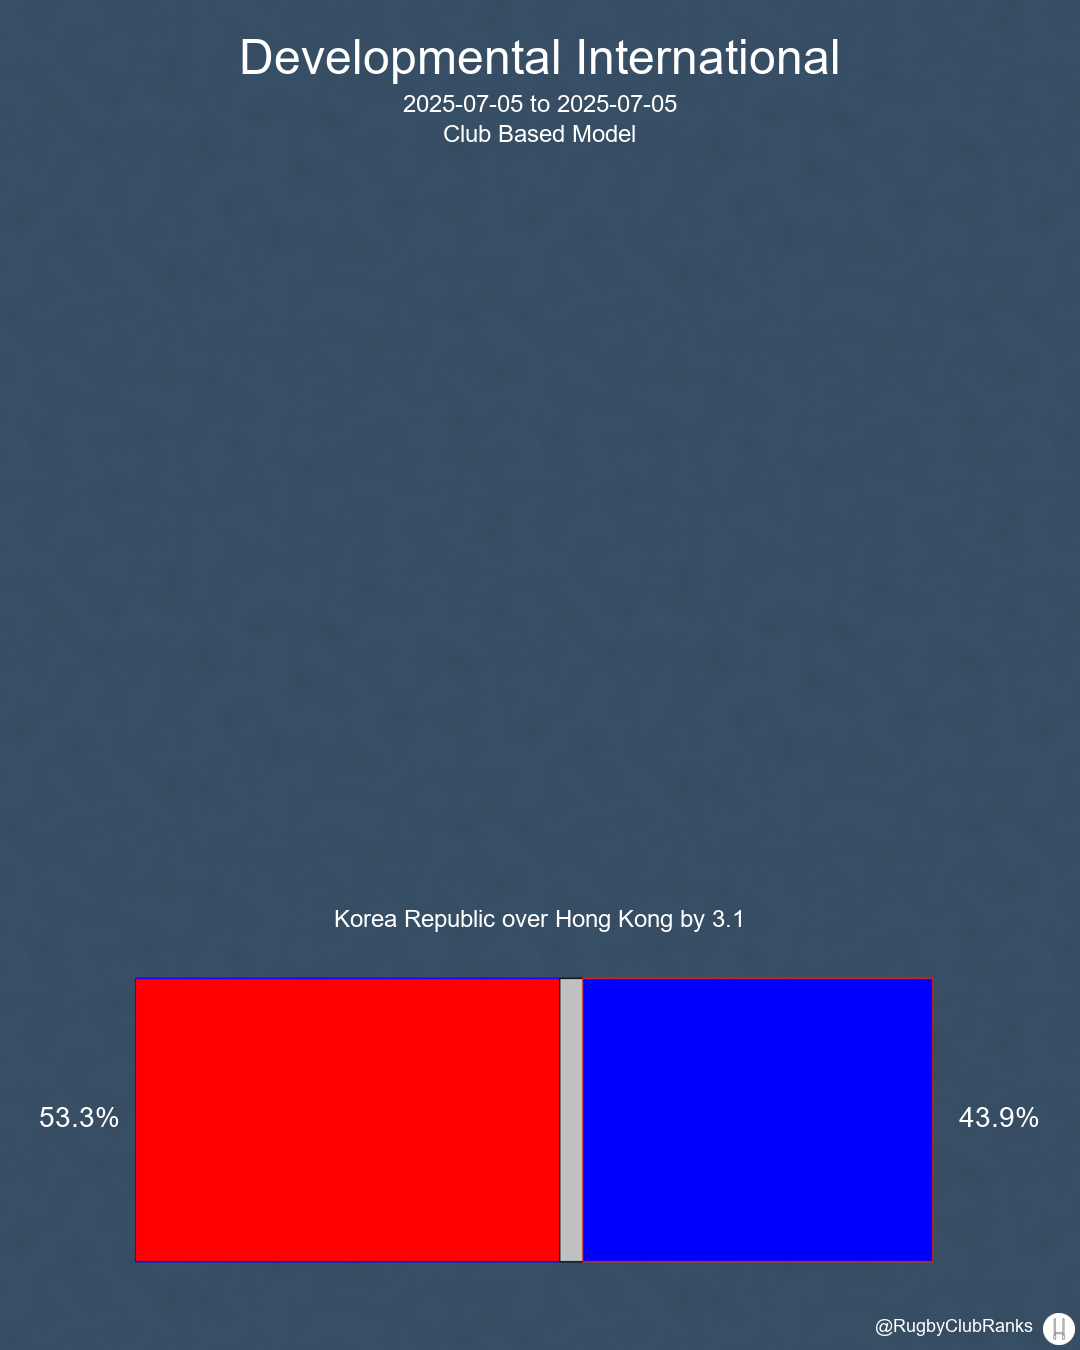 Developmental International
2025-07-05 to 2025-07-05
Club Based Model
Korea Republic over Hong Kong by 3.1
53.3%
43.9%
@RugbyClubRanks